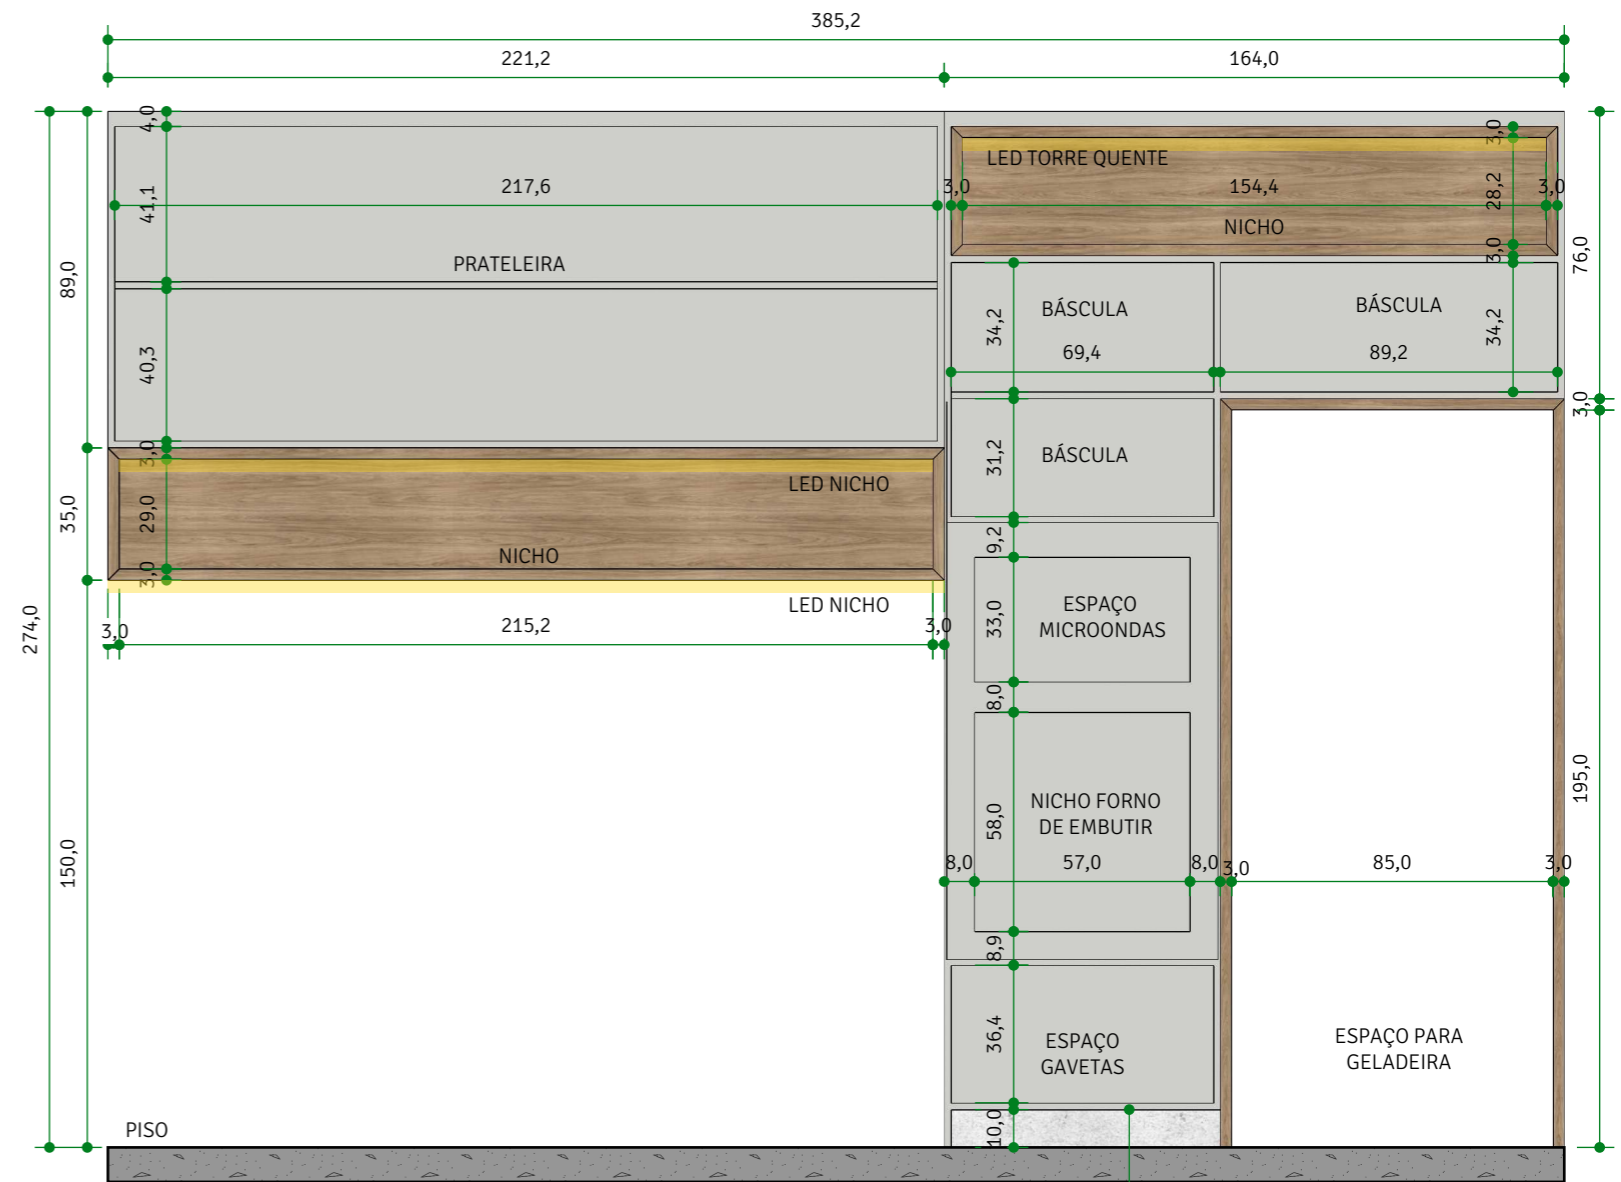 385,2
221,2
164,0
4,0
3,0
LED TORRE QUENTE
41,1
217,6
3,0
154,4
28,2
3,0
NICHO
3,0
76,0
PRATELEIRA
89,0
BÁSCULA
BÁSCULA
34,2
34,2
40,3
69,4
89,2
3,0
3,0
31,2
BÁSCULA
LED NICHO
35,0
29,0
9,2
NICHO
3,0
LED NICHO
ESPAÇO
MICROONDAS
33,0
274,0
3,0
215,2
3,0
8,0
195,0
NICHO FORNO
DE EMBUTIR
58,0
150,0
8,0
57,0
8,0
3,0
85,0
3,0
8,9
36,4
ESPAÇO
GAVETAS
ESPAÇO PARA
GELADEIRA
10,0
PISO